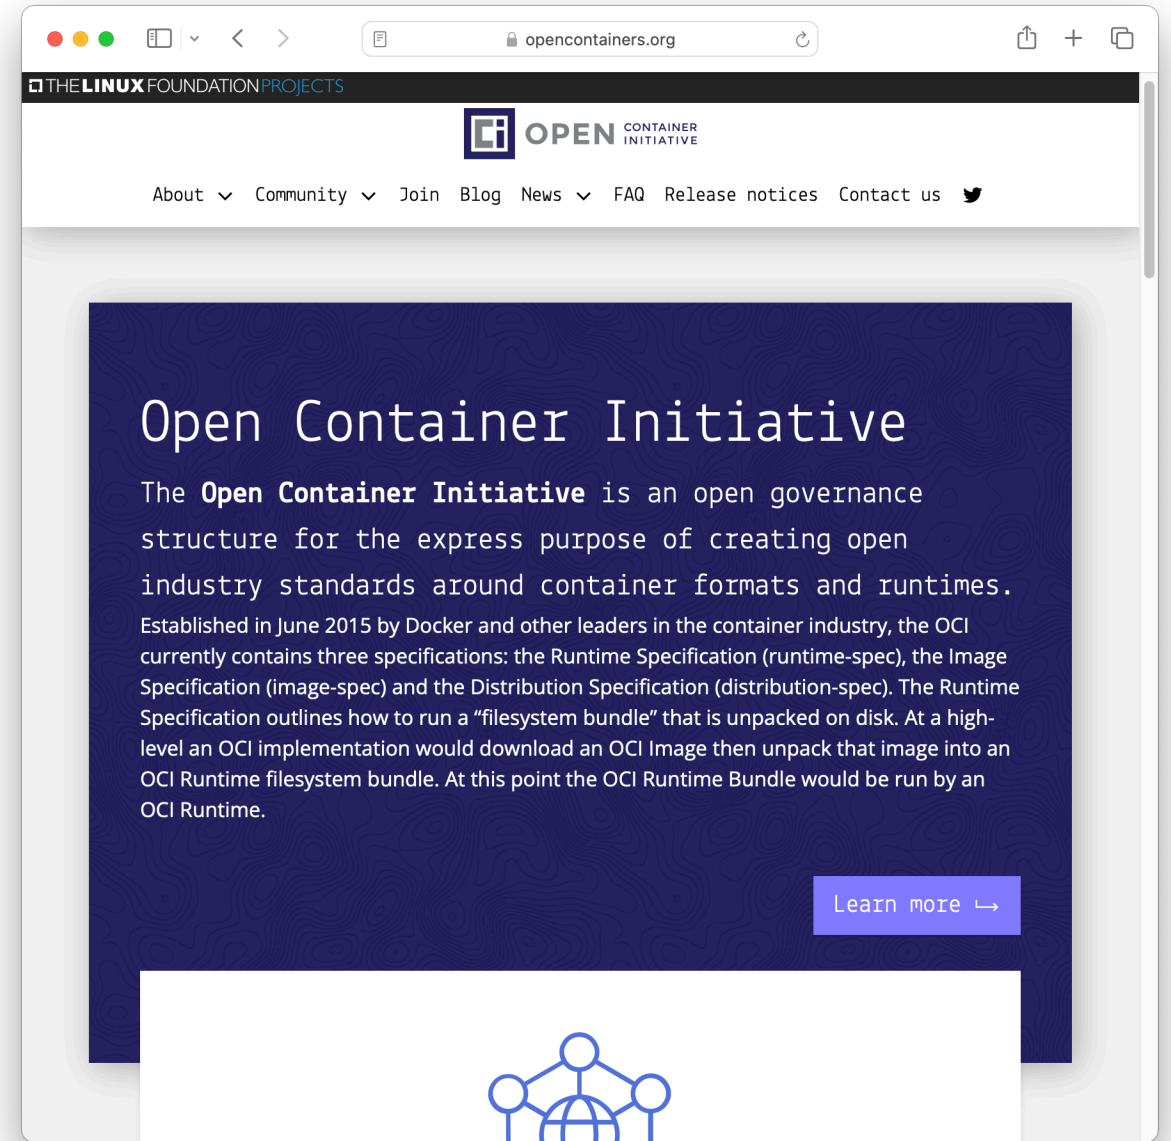 opencontainers.org
THE LINUX FOUNDATION PROJECTS
Ci OPEN CONTAINER INITIATIVE
About Community Join Blog News FAQ Release notices Contact us
Open Container Initiative
The Open Container Initiative is an open governance
structure for the express purpose of creating open
industry standards around container formats and runtimes.
Established in June 2015 by Docker and other leaders in the container industry, the OCI
currently contains three specifications: the Runtime Specification (runtime-spec), the Image
Specification (image-spec) and the Distribution Specification (distribution-spec). The Runtime
Specification outlines how to run a “filesystem bundle” that is unpacked on disk. At a high-
level an OCI implementation would download an OCI Image then unpack that image into an
OCI Runtime filesystem bundle. At this point the OCI Runtime Bundle would be run by an
OCI Runtime.
Learn more